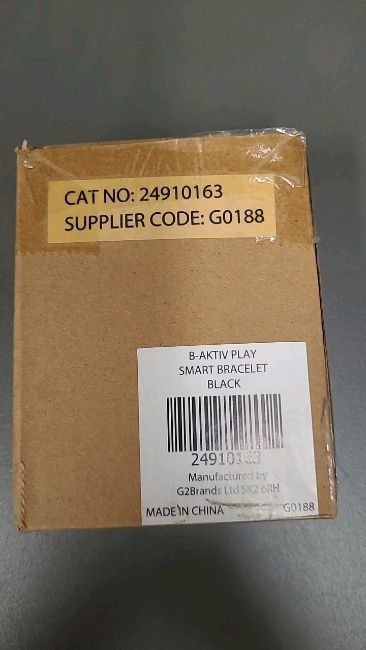 CAT NO: 24910163
SUPPLIER CODE: G0188
B-AKTIV PLAY
SMART BRACELET
BLACK
24910163
Manufactured by
G2Brands Ltd SK2 6RH
MADE IN CHINA G0188